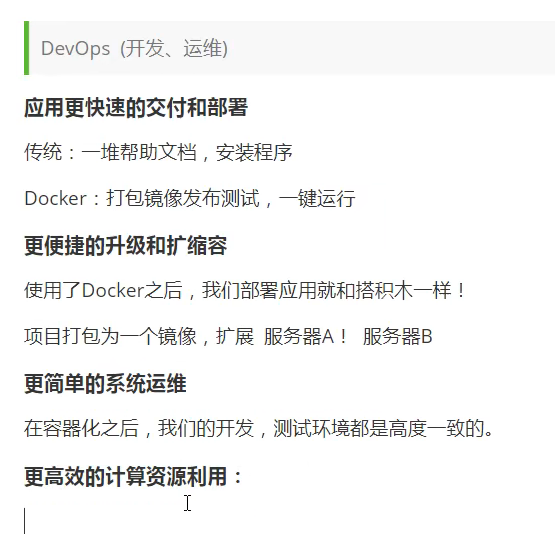 DevOps (开发、运维)
应用更快速的交付和部署
传统：一堆帮助文档，安装程序
Docker：打包镜像发布测试，一键运行
更便捷的升级和扩缩容
使用了Docker之后，我们部署应用就和搭积木一样！
项目打包为一个镜像，扩展 服务器A！ 服务器B
更简单的系统运维
在容器化之后，我们的开发，测试环境都是高度一致的。
更高效的计算资源利用：